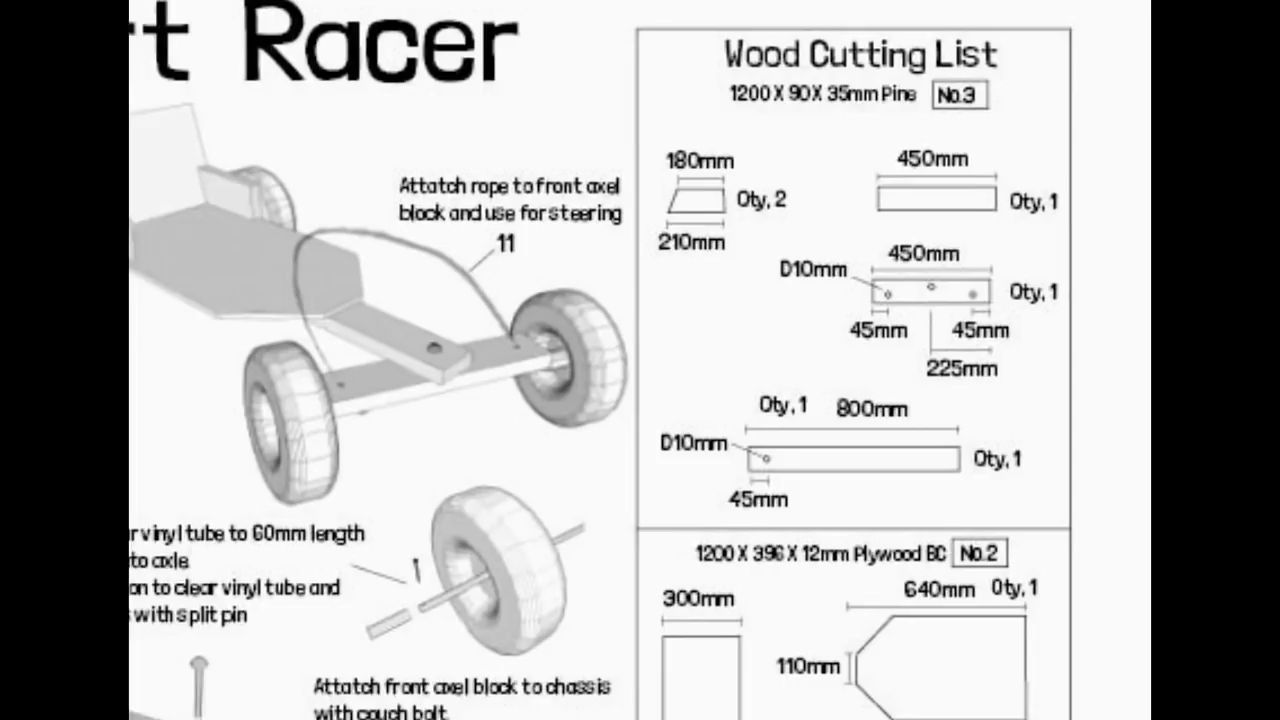 rt Racer
Attatch rope to front axel
block and use for steering
11
r vinyl tube to 60mm length
to axle
on to clear vinyl tube and
s with split pin
Attatch front axel block to chassis
with couch bolt
Wood Cutting List
1200 X 90 X 35mm Pine No.3
180mm
Qty, 2
210mm
450mm
Qty, 1
450mm
D10mm
Qty, 1
45mm 45mm
225mm
Qty, 1 800mm
D10mm
Qty, 1
45mm
1200 X 396 X 12mm Plywood BC No.2
300mm
640mm Qty, 1
110mm